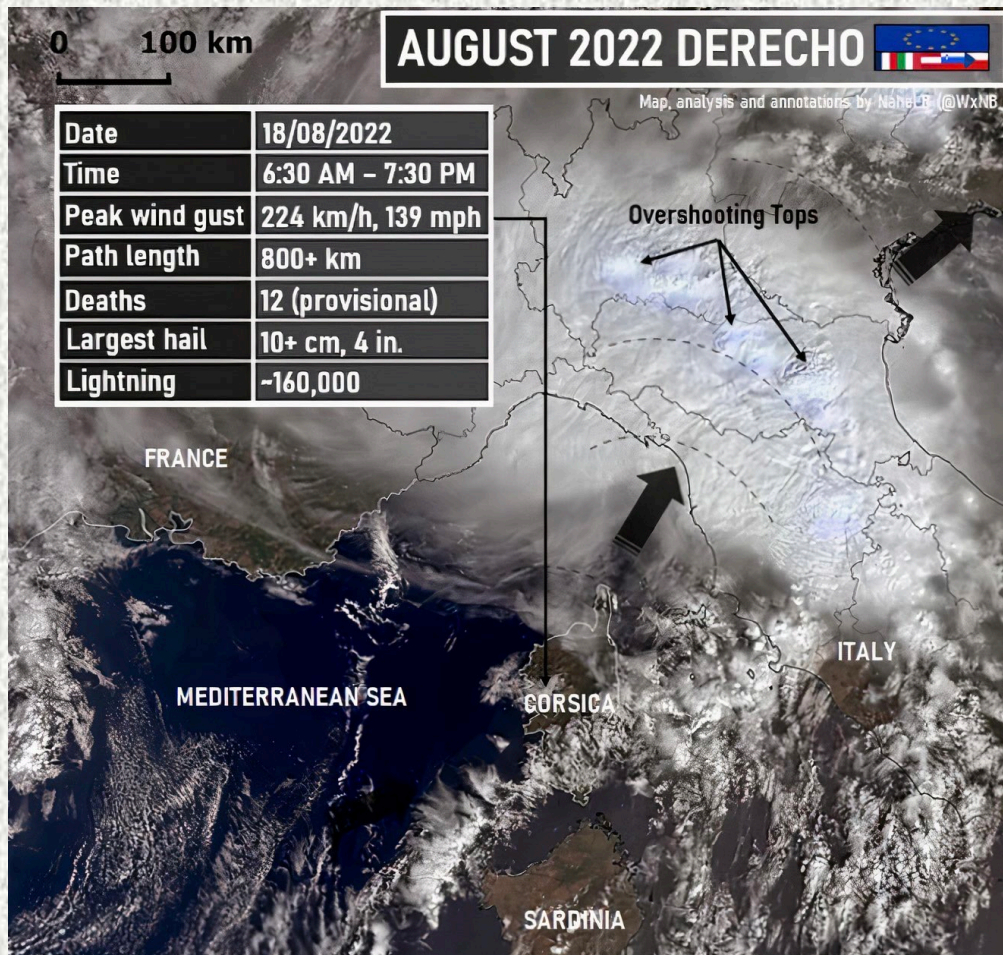 0 100 km
AUGUST 2022 DERECHO
Map, analysis and annotations by Nahel B (@WxNB_
Date 18/08/2022
Time 6:30 AM – 7:30 PM
Peak wind gust 224 km/h, 139 mph
Path length 800+ km
Deaths 12 (provisional)
Largest hail 10+ cm, 4 in.
Lightning ~160,000
Overshooting Tops
FRANCE
ITALY
MEDITERRANEAN SEA
CORSICA
SARDINIA